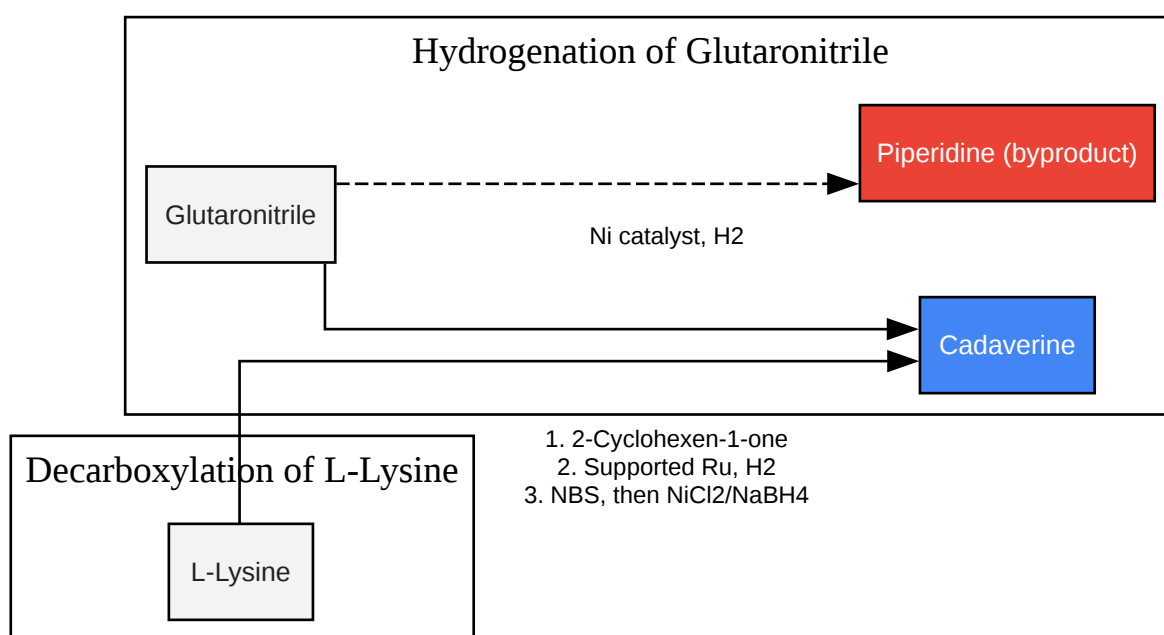 Hydrogenation of Glutaronitrile
Piperidine (byproduct)
Glutaronitrile
Ni catalyst, H2
Cadaverine
1. 2-Cyclohexen-1-one
2. Supported Ru, H2
3. NBS, then NiCl2/NaBH4
Decarboxylation of L-Lysine
L-Lysine